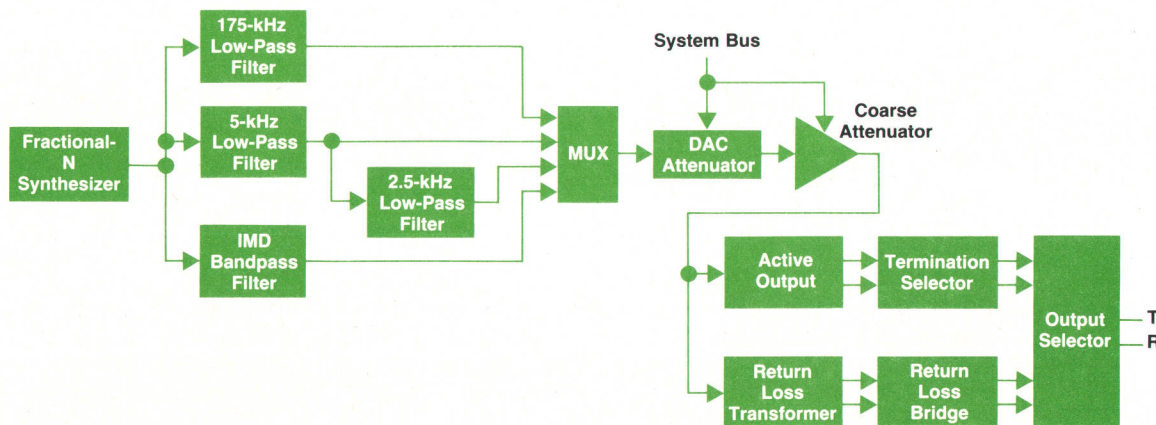 175-kHz
Low-Pass
Filter
System Bus
Fractional-
N
Synthesizer
5-kHz
Low-Pass
Filter
MUX
DAC
Attenuator
Coarse
Attenuator
2.5-kHz
Low-Pass
Filter
IMD
Bandpass
Filter
Active
Output
Termination
Selector
Output
Selector
T
R
Return
Loss
Transformer
Return
Loss
Bridge